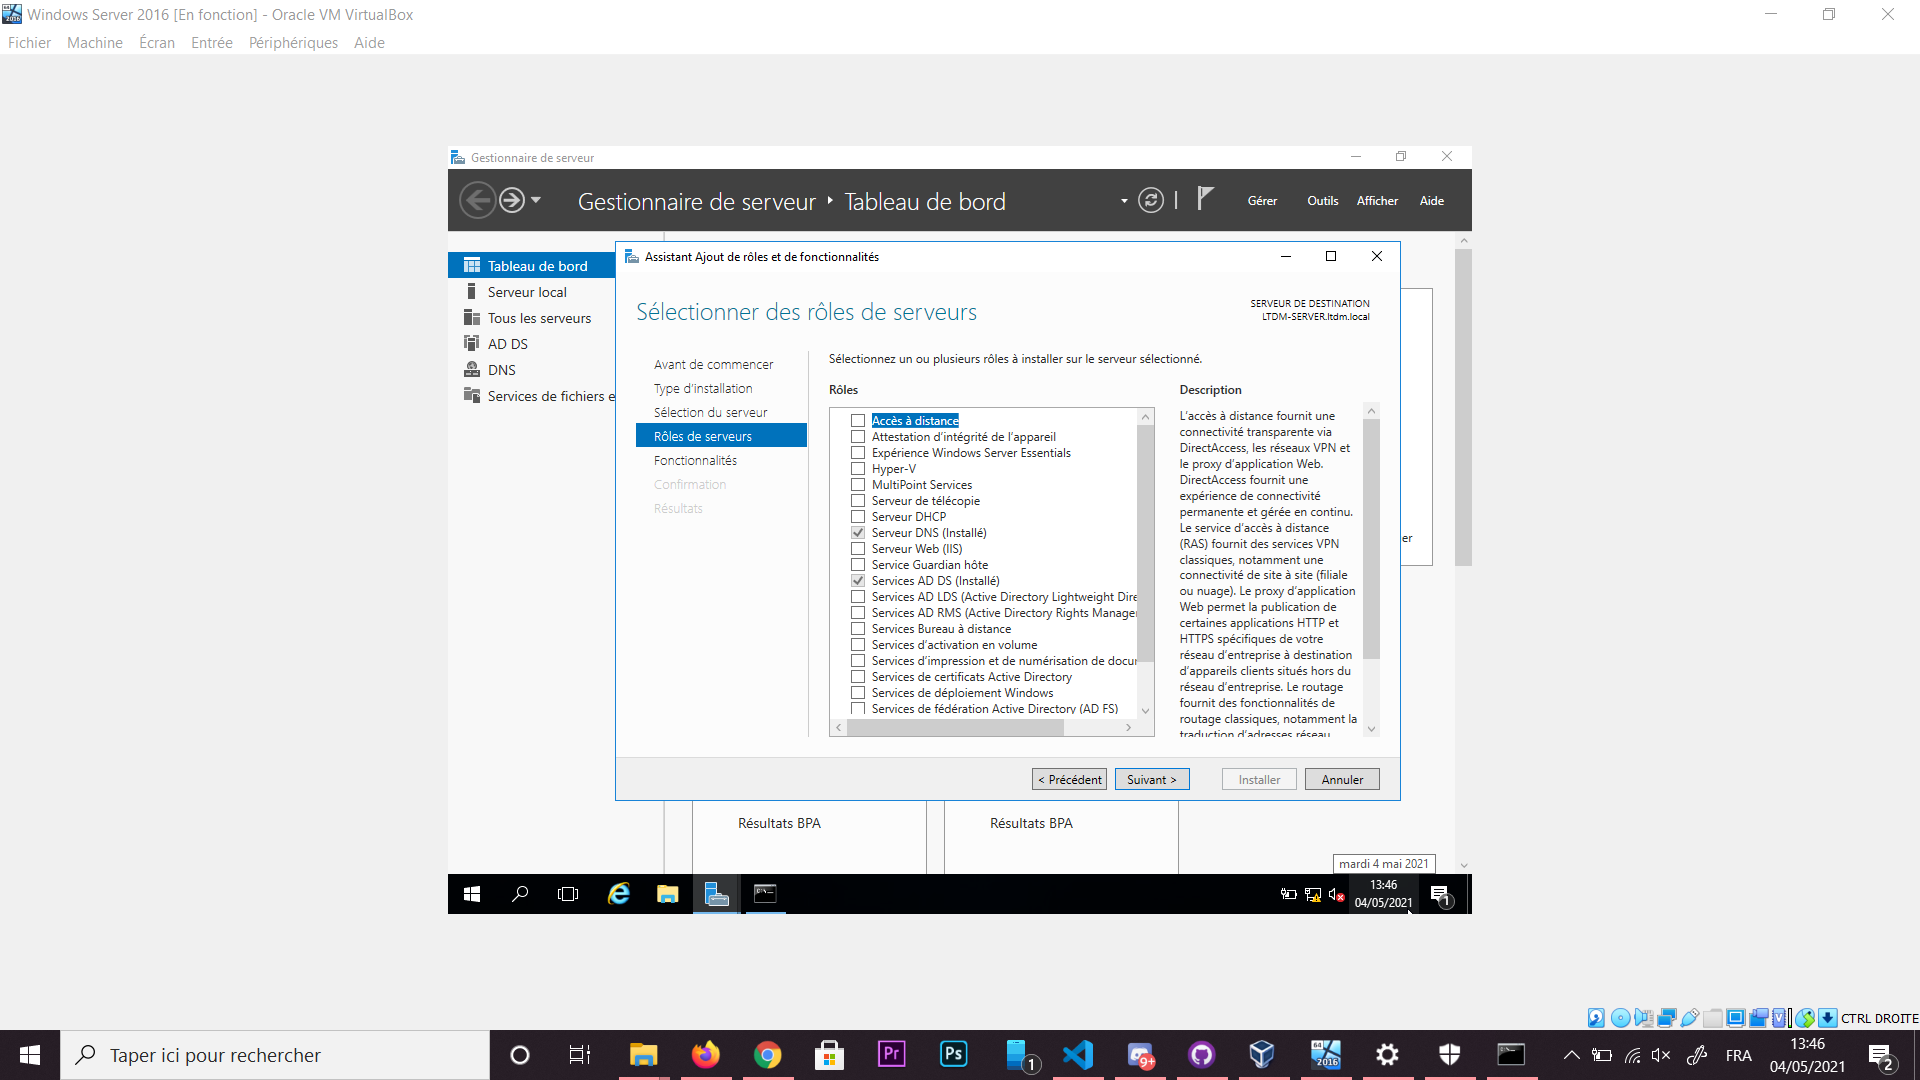 Windows Server 2016 [En fonction] - Oracle VM VirtualBox
Fichier Machine Écran Entrée Périphériques Aide
Gestionnaire de serveur
Gestionnaire de serveur ‣ Tableau de bord
Gérer Outils Afficher Aide
Tableau de bord
Serveur local
Tous les serveurs
AD DS
DNS
Services de fichiers e
Assistant Ajout de rôles et de fonctionnalités
Sélectionner des rôles de serveurs
SERVEUR DE DESTINATION
LTDM-SERVER.ltdm.local
Avant de commencer
Type d'installation
Sélection du serveur
Rôles de serveurs
Fonctionnalités
Confirmation
Résultats
Sélectionnez un ou plusieurs rôles à installer sur le serveur sélectionné.
Rôles
Accès à distance
Attestation d'intégrité de l'appareil
Expérience Windows Server Essentials
Hyper-V
MultiPoint Services
Serveur de télécopie
Serveur DHCP
Serveur DNS (Installé)
Serveur Web (IIS)
Service Guardian hôte
Services AD DS (Installé)
Services AD LDS (Active Directory Lightweight Dire
Services AD RMS (Active Directory Rights Manager
Services Bureau à distance
Services d'activation en volume
Services d'impression et de numérisation de docur
Services de certificats Active Directory
Services de déploiement Windows
Services de fédération Active Directory (AD FS)
Description
L'accès à distance fournit une
connectivité transparente via
DirectAccess, les réseaux VPN et
le proxy d'application Web.
DirectAccess fournit une
expérience de connectivité
permanente et gérée en continu.
Le service d'accès à distance
(RAS) fournit des services VPN
classiques, notamment une
connectivité de site à site (filiale
ou nuage). Le proxy d'application
Web permet la publication de
certaines applications HTTP et
HTTPS spécifiques de votre
réseau d'entreprise à destination
d'appareils clients situés hors du
réseau d'entreprise. Le routage
fournit des fonctionnalités de
routage classiques, notamment la
traduction d'adresses réseau
er
< Précédent Suivant > Installer Annuler
Résultats BPA Résultats BPA
mardi 4 mai 2021
13:46
04/05/2021
1
CTRL DROITE
Taper ici pour rechercher
Pr
Ps
1
9+
64
2016
FRA
13:46
04/05/2021
2